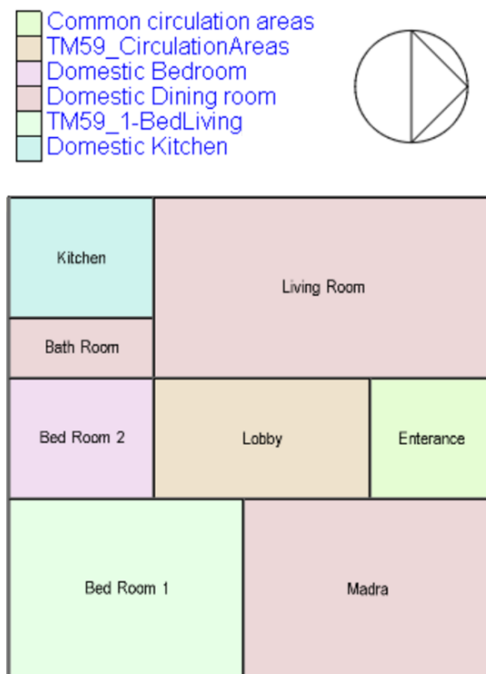 Common circulation areas
TM59_CirculationAreas
Domestic Bedroom
Domestic Dining room
TM59_1-BedLiving
Domestic Kitchen
Kitchen
Living Room
Bath Room
Bed Room 2
Lobby
Enterance
Bed Room 1
Madra